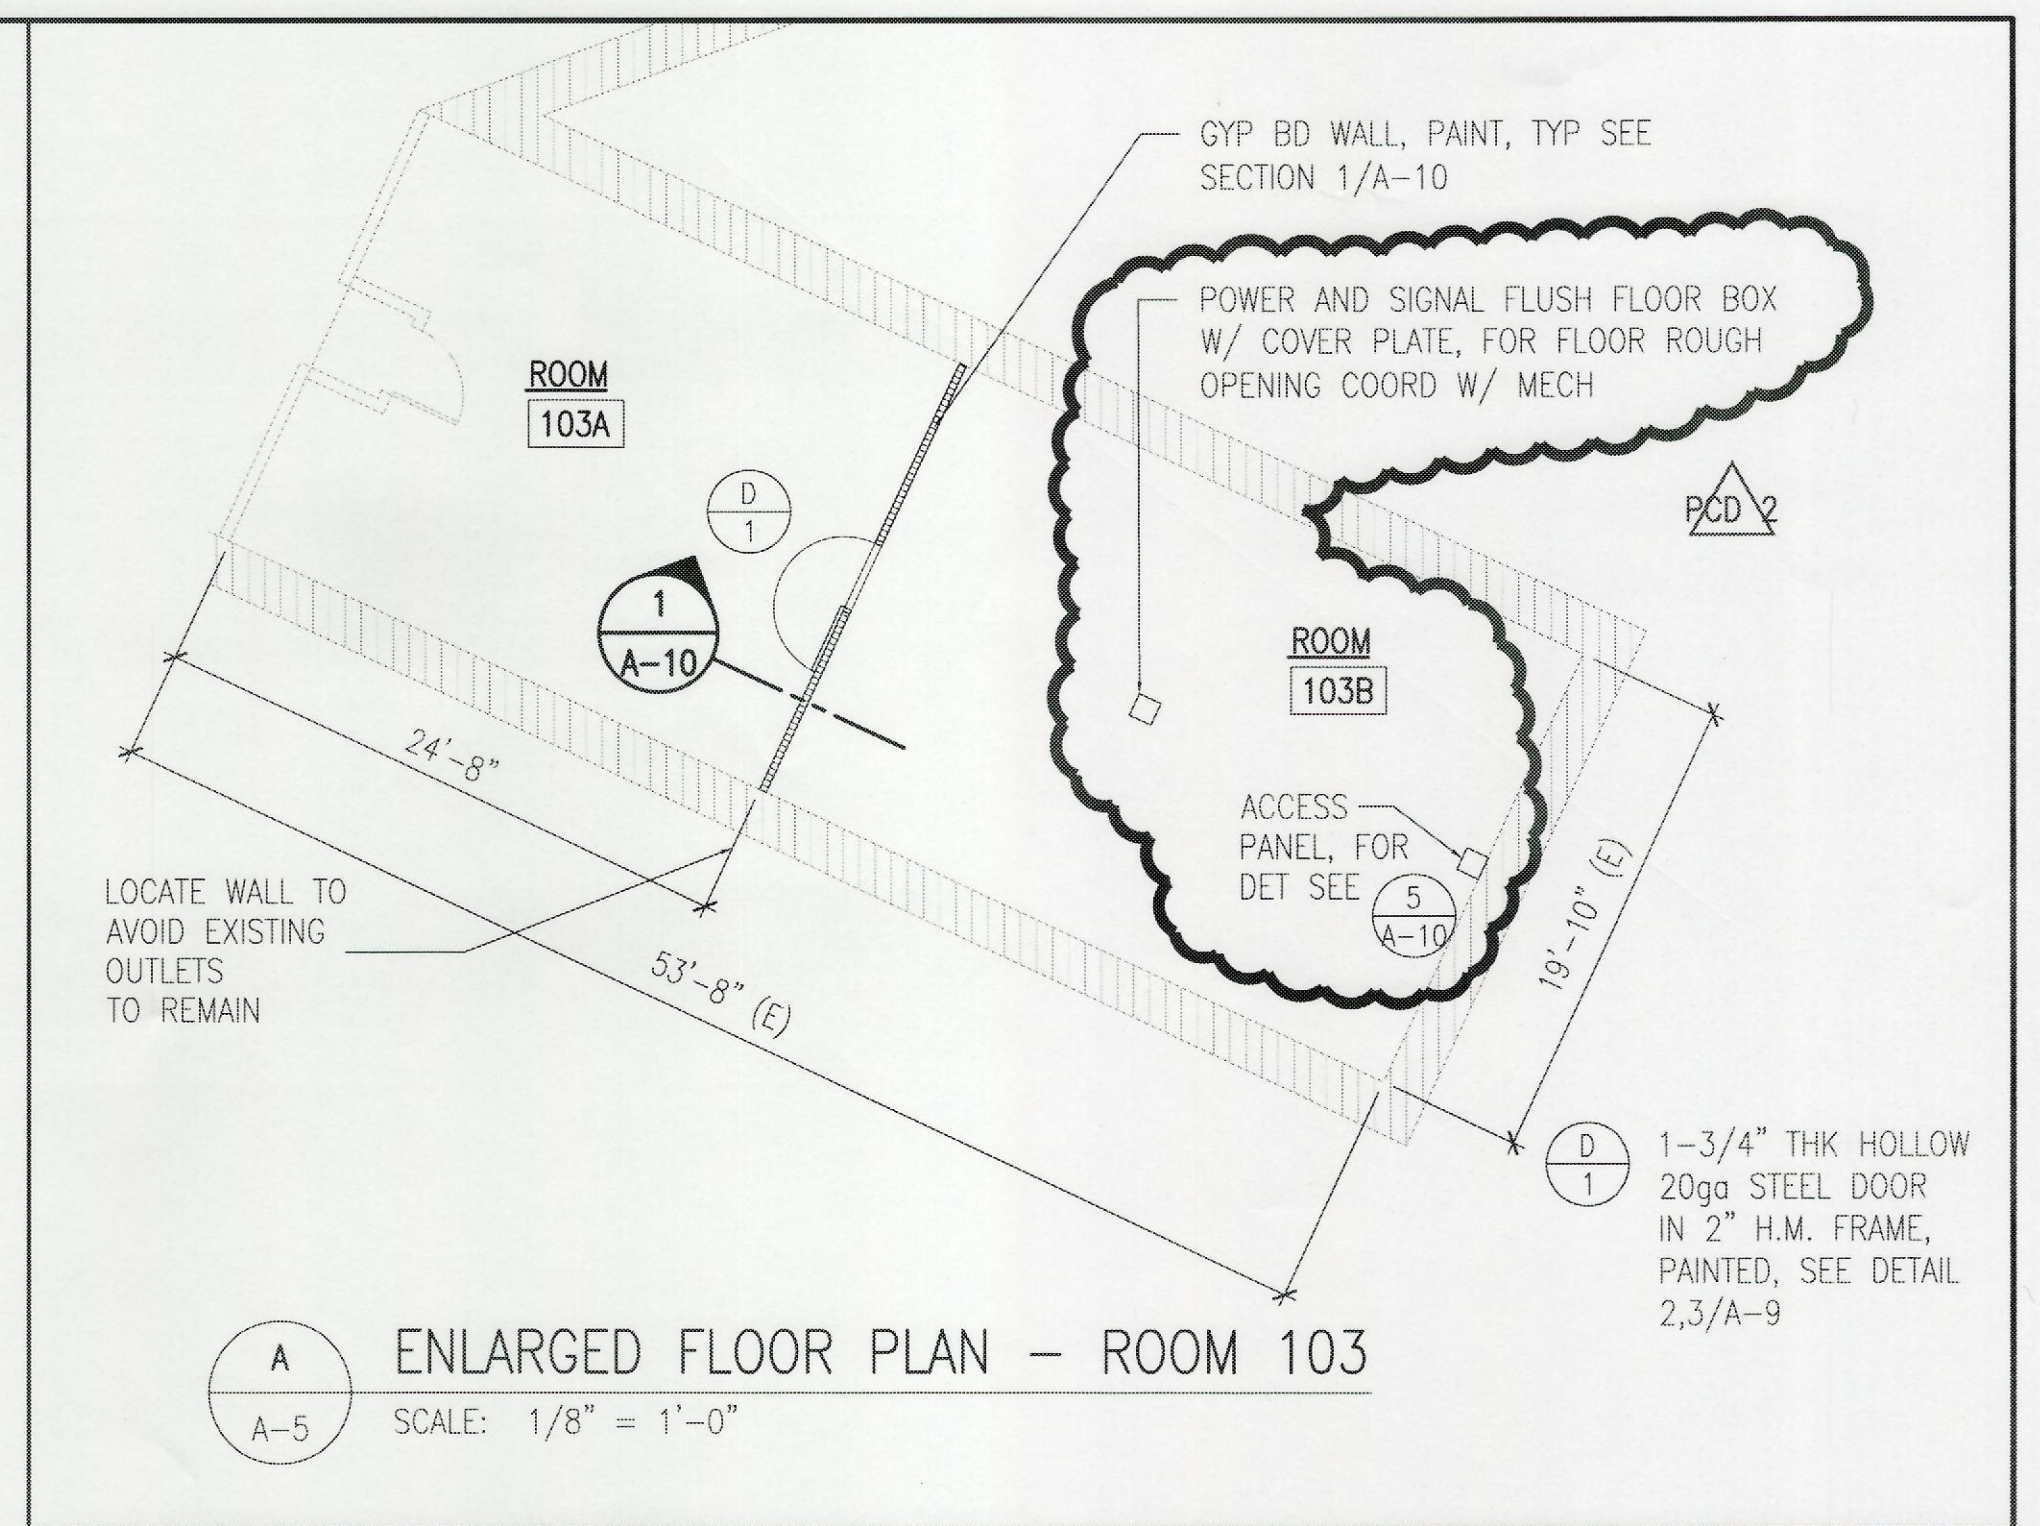 GYP BD WALL, PAINT, TYP SEE
SECTION 1/A-10
POWER AND SIGNAL FLUSH FLOOR BOX
W/ COVER PLATE, FOR FLOOR ROUGH
OPENING COORD W/ MECH
ROOM
103A
D
1
PCD 2
1
A-10
ROOM
103B
24'-8"
ACCESS
PANEL, FOR
DET SEE
5
A-10
19'-10" (E)
LOCATE WALL TO
AVOID EXISTING
OUTLETS
TO REMAIN
53'-8" (E)
D
1
1-3/4" THK HOLLOW
20ga STEEL DOOR
IN 2" H.M. FRAME,
PAINTED, SEE DETAIL
2,3/A-9
A
A-5
ENLARGED FLOOR PLAN - ROOM 103
SCALE: 1/8" = 1'-0"